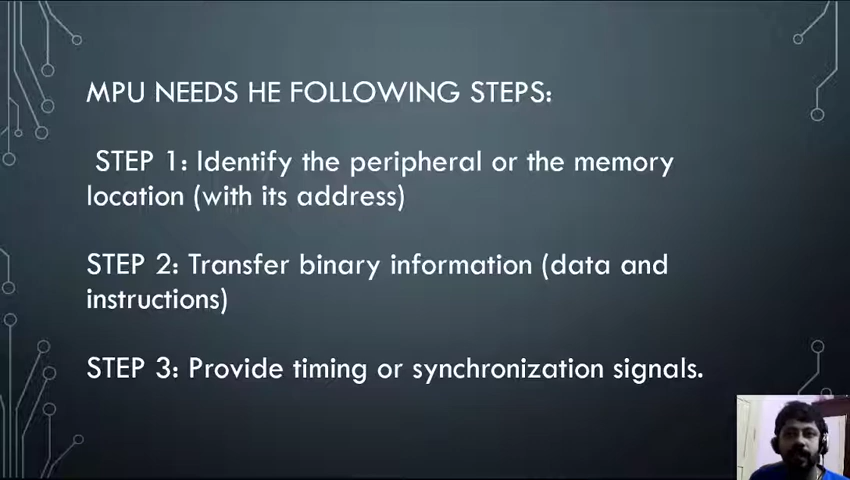 MPU NEEDS HE FOLLOWING STEPS:
STEP 1: Identify the peripheral or the memory
location (with its address)
STEP 2: Transfer binary information (data and
instructions)
STEP 3: Provide timing or synchronization signals.